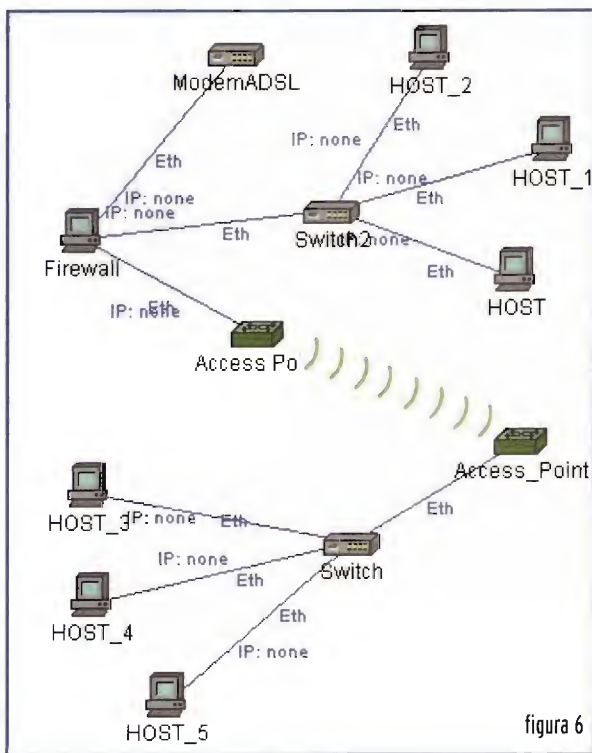 HOST_2
ModemADSL
Eth
IP: none
Eth
HOST_1
IP: none
Eth
IP: none
IP: none
Eth
Switch2
IP: none
Firewall
Eth
HOST
IP: none
Eth
Access Po
Access_Point
Eth
HOST_3
IP: none
Eth
IP: none
Eth
Switch
HOST_4
Eth
IP: none
HOST_5
figura 6